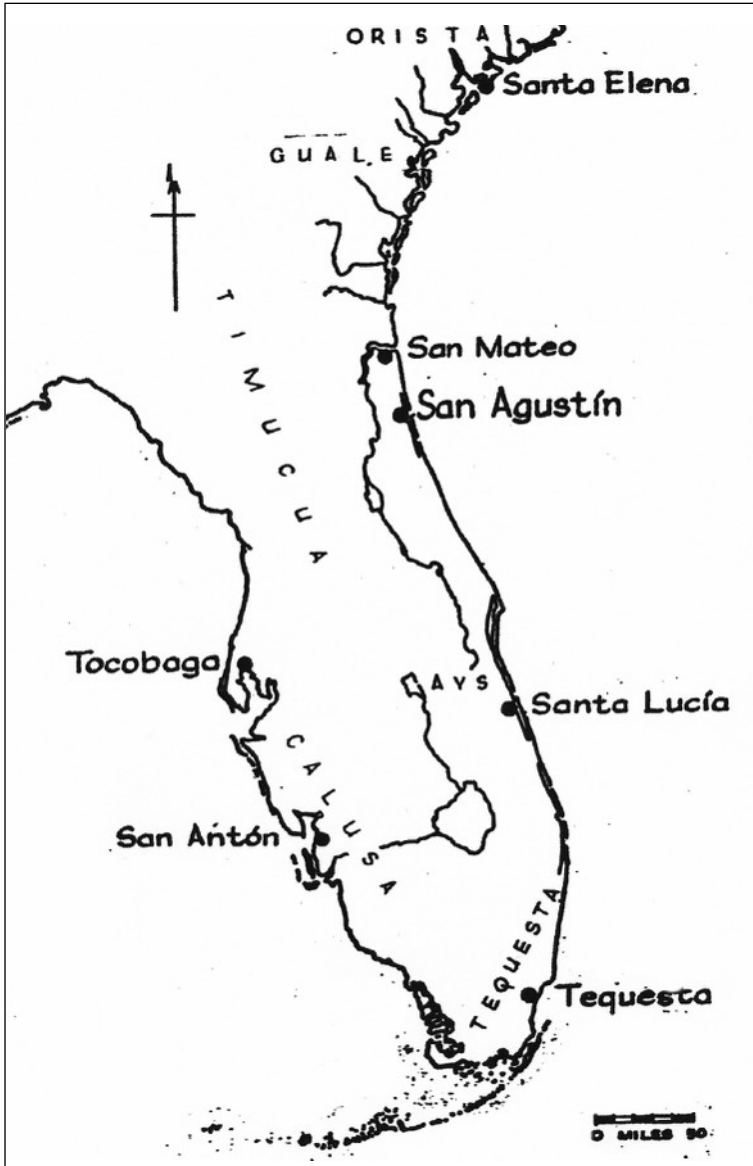 ORISTA
Santa Elena
GUALE
TIMUCUA
San Mateo
San Agustín
Tocobaga
AYS
Santa Lucía
CALUSA
San Antón
TEQUESTA
Tequesta
0 MILES 50